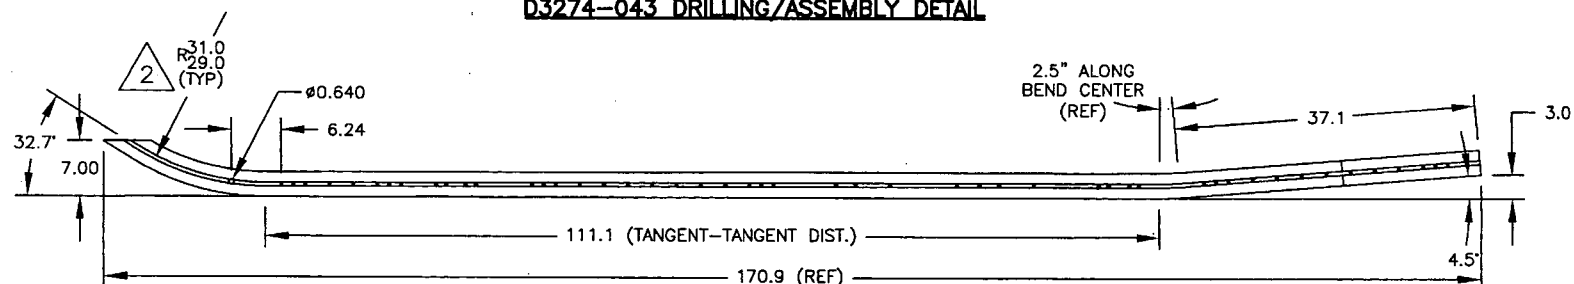 D3274-043 DRILLING/ASSEMBLY DETAIL
2
R31.0
29.0
(TYP)
Ø0.640
6.24
32.7°
7.00
2.5" ALONG
BEND CENTER
(REF)
37.1
3.0
111.1 (TANGENT-TANGENT DIST.)
4.5°
170.9 (REF)